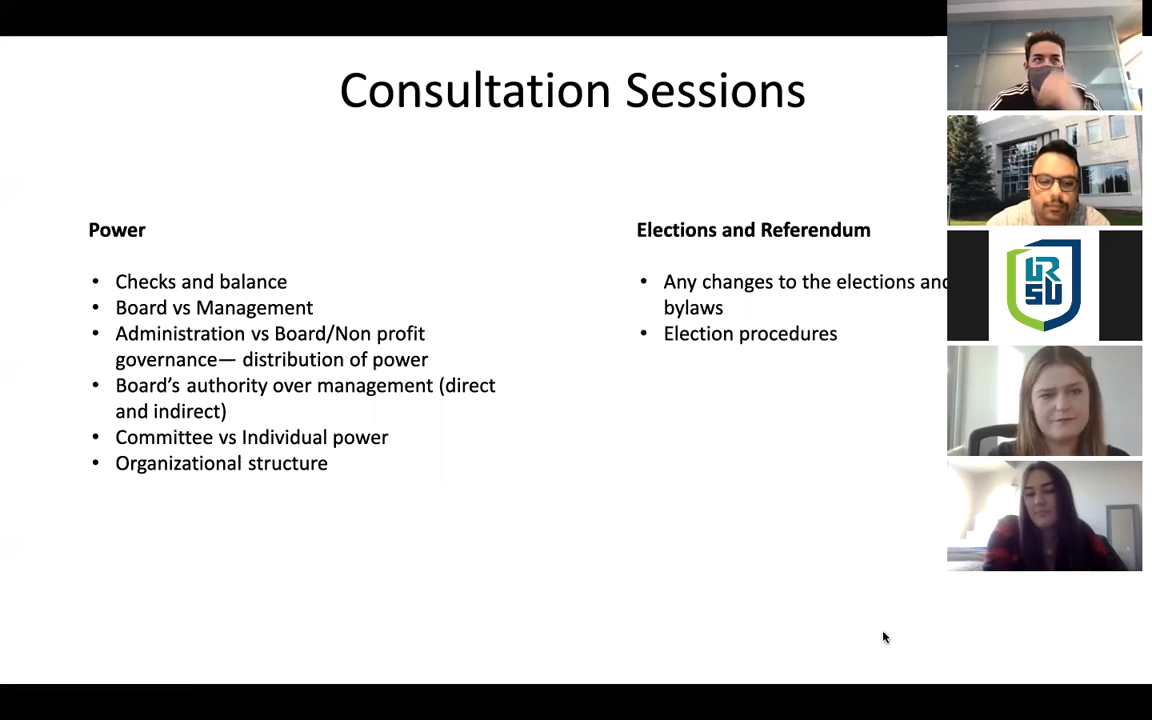 Consultation Sessions
Power
• Checks and balance
• Board vs Management
• Administration vs Board/Non profit
governance— distribution of power
• Board’s authority over management (direct
and indirect)
• Committee vs Individual power
• Organizational structure
Elections and Referendum
• Any changes to the elections and
bylaws
• Election procedures
UR
SU